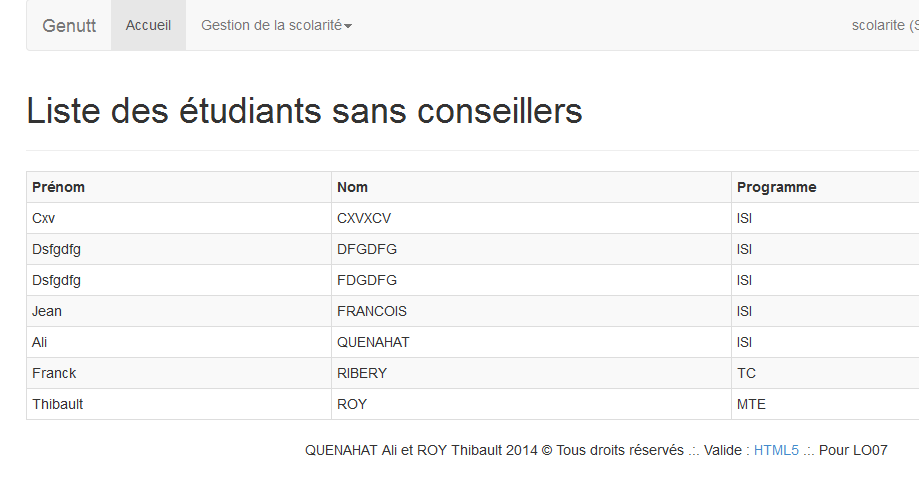 Genutt Accueil Gestion de la scolarité scolarite (
Liste des étudiants sans conseillers
Prénom Nom Programme
Cxv CXVXCV ISI
Dsfgdfg DFGDFG ISI
Dsfgdfg FDGDFG ISI
Jean FRANCOIS ISI
Ali QUENAHAT ISI
Franck RIBERY TC
Thibault ROY MTE
QUENAHAT Ali et ROY Thibault 2014 © Tous droits réservés .:. Valide : HTML5 .:. Pour LO07